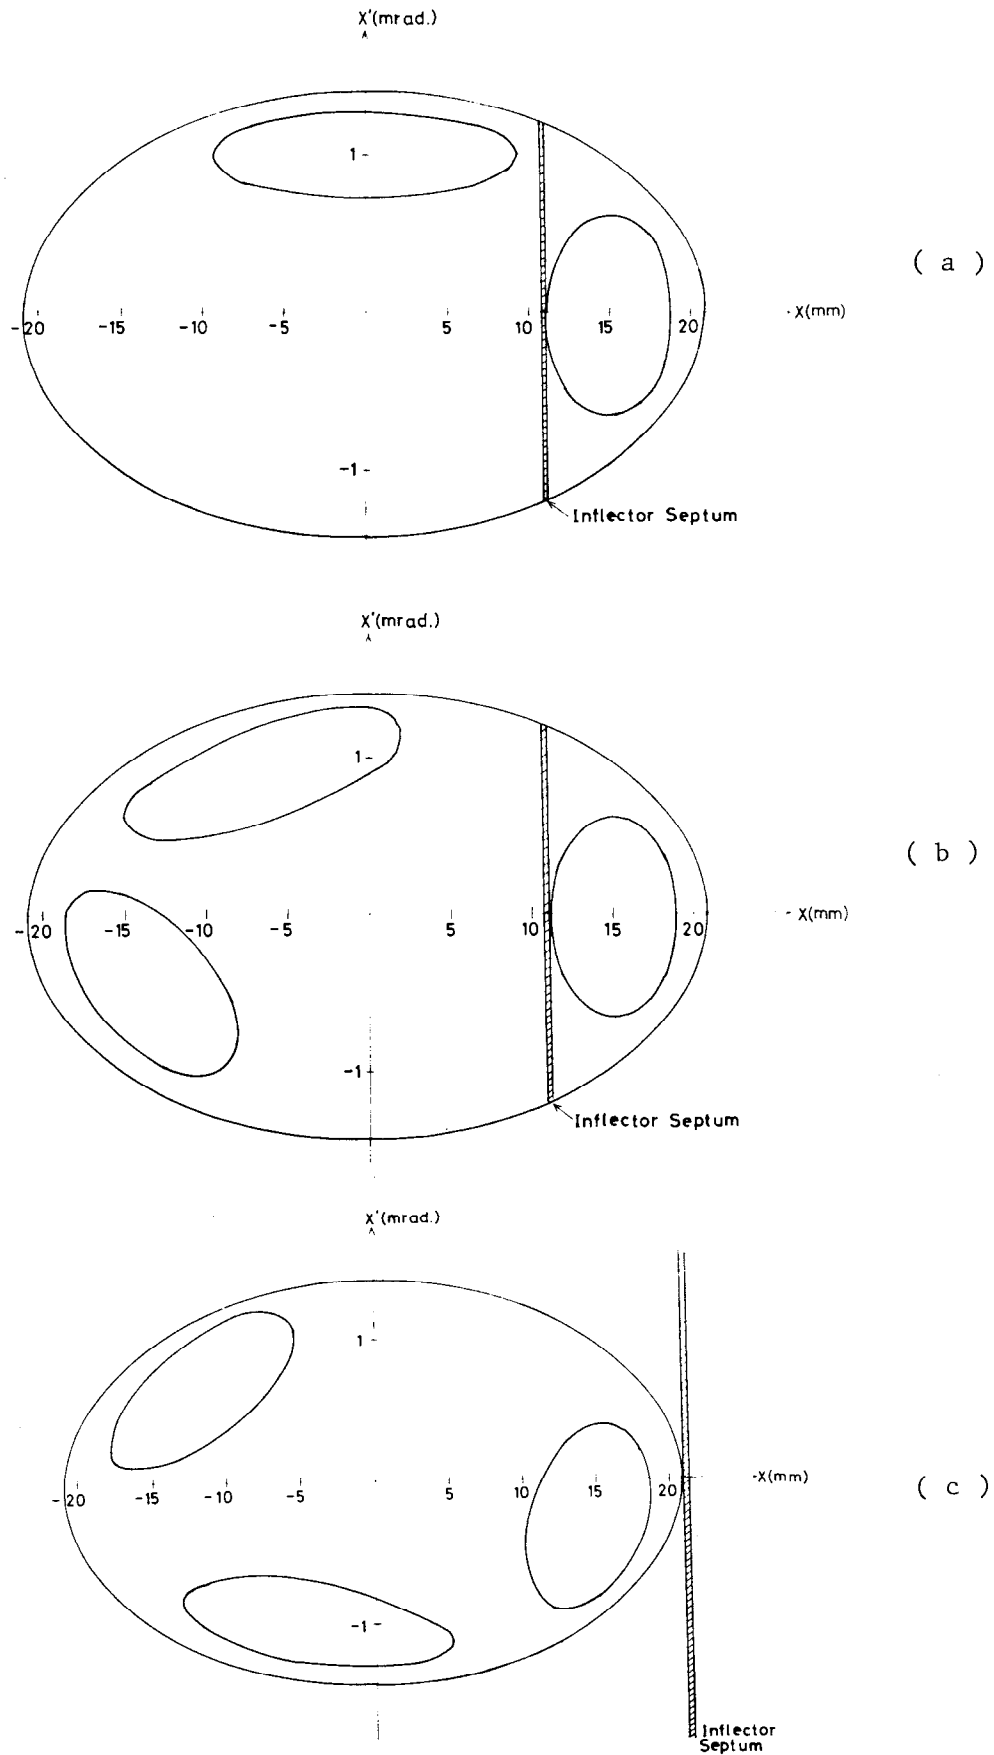 X'(mrad.)
1
( a )
-20 -15 -10 -5 5 10 15 20 X(mm)
-1
Inflector Septum
X'(mrad.)
1
( b )
-20 -15 -10 -5 5 10 15 20 X(mm)
-1
Inflector Septum
X'(mrad.)
1
-20 -15 -10 -5 5 10 15 20 -X(mm)
( c )
-1
Inflector
Septum